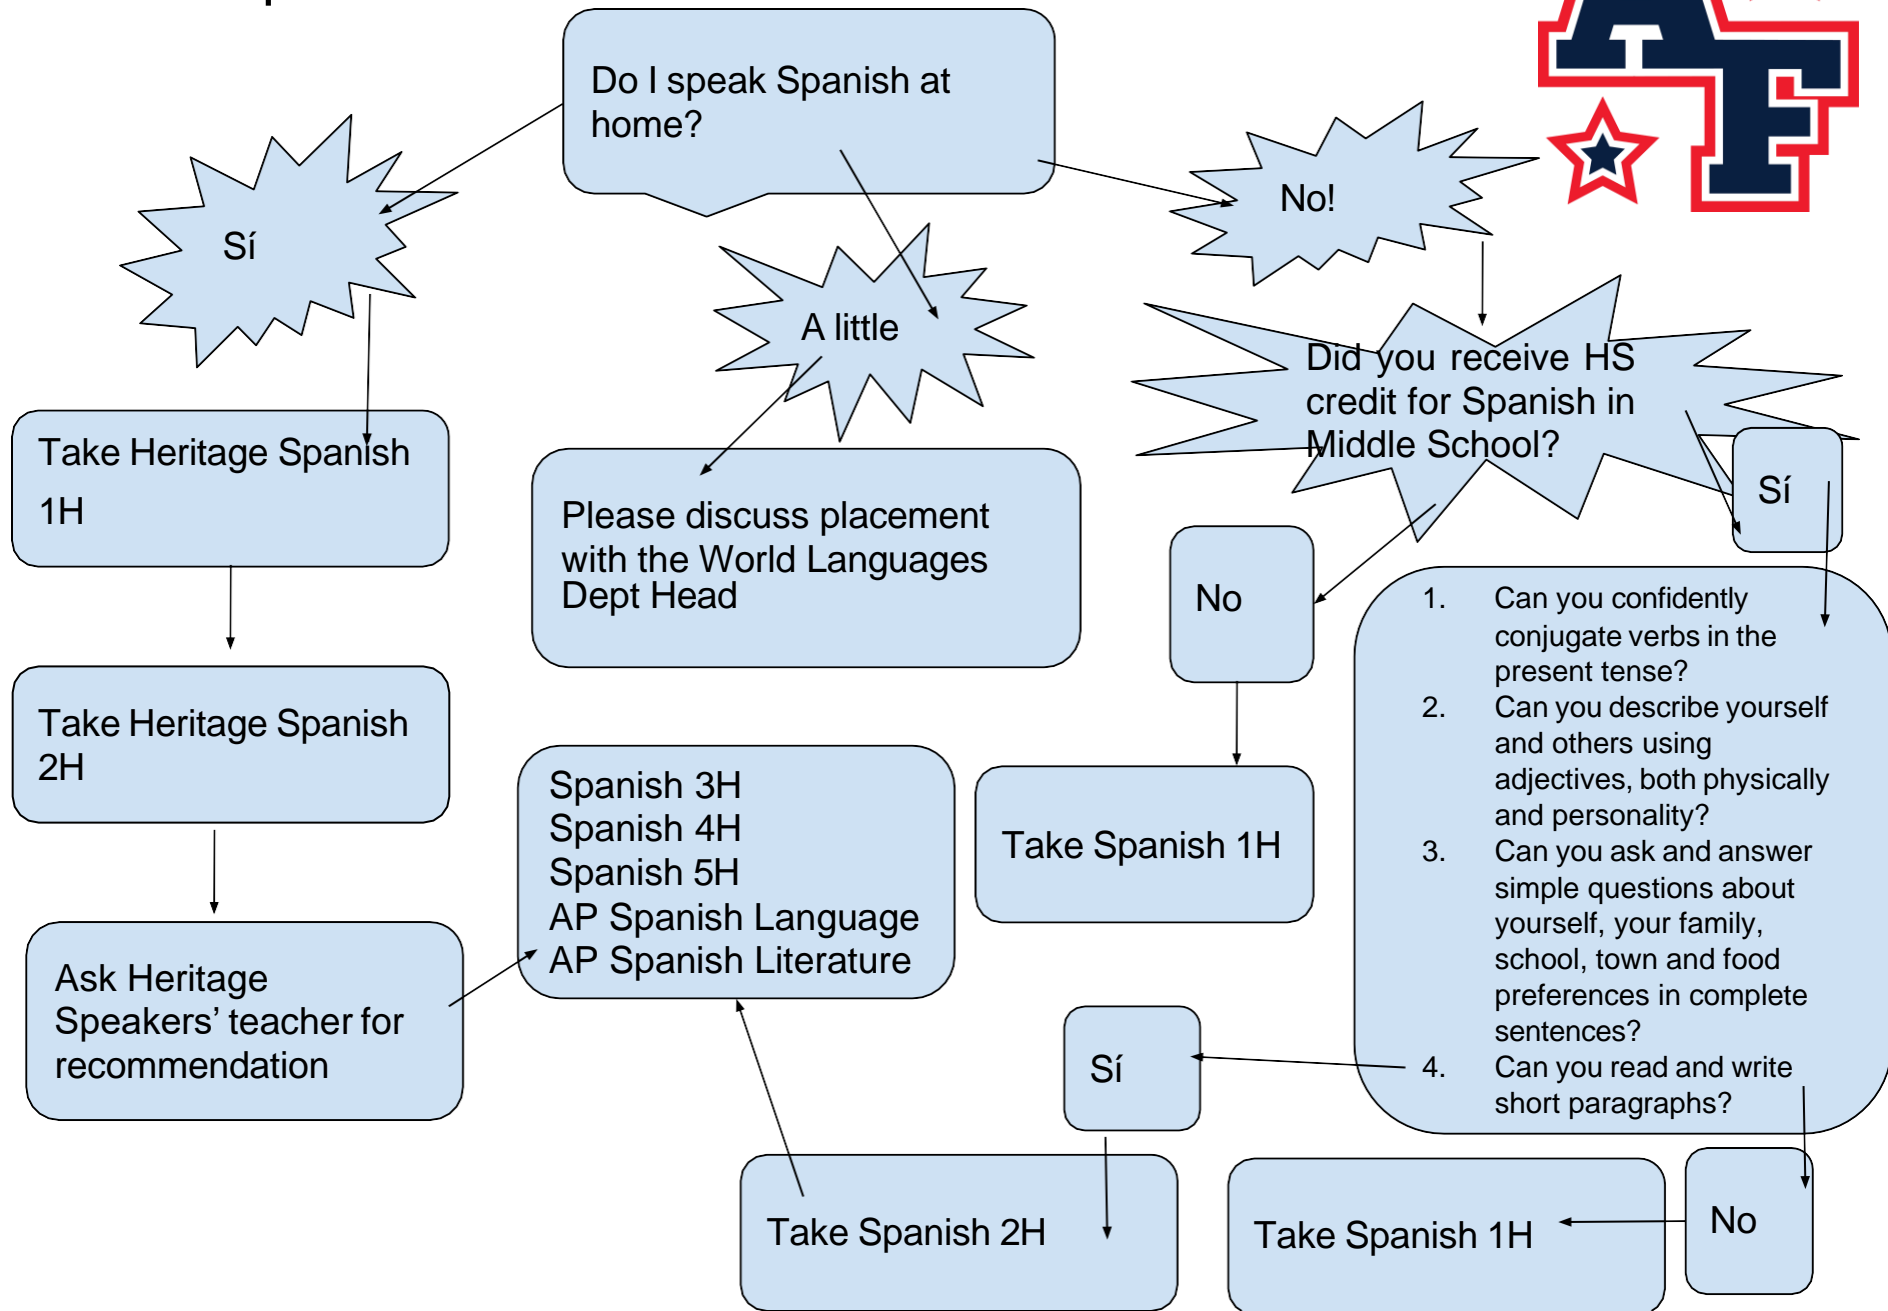 Do I speak Spanish at
home?
AF
Sí
A little
No!
Did you receive HS
credit for Spanish in
Middle School?
Sí
No
Take Heritage Spanish
1H
Please discuss placement
with the World Languages
Dept Head
Take Heritage Spanish
2H
Ask Heritage
Speakers’ teacher for
recommendation
Spanish 3H
Spanish 4H
Spanish 5H
AP Spanish Language
AP Spanish Literature
Take Spanish 1H
1. Can you confidently
conjugate verbs in the
present tense?
2. Can you describe yourself
and others using
adjectives, both physically
and personality?
3. Can you ask and answer
simple questions about
yourself, your family,
school, town and food
preferences in complete
sentences?
4. Can you read and write
short paragraphs?
Sí
Take Spanish 2H
Take Spanish 1H
No